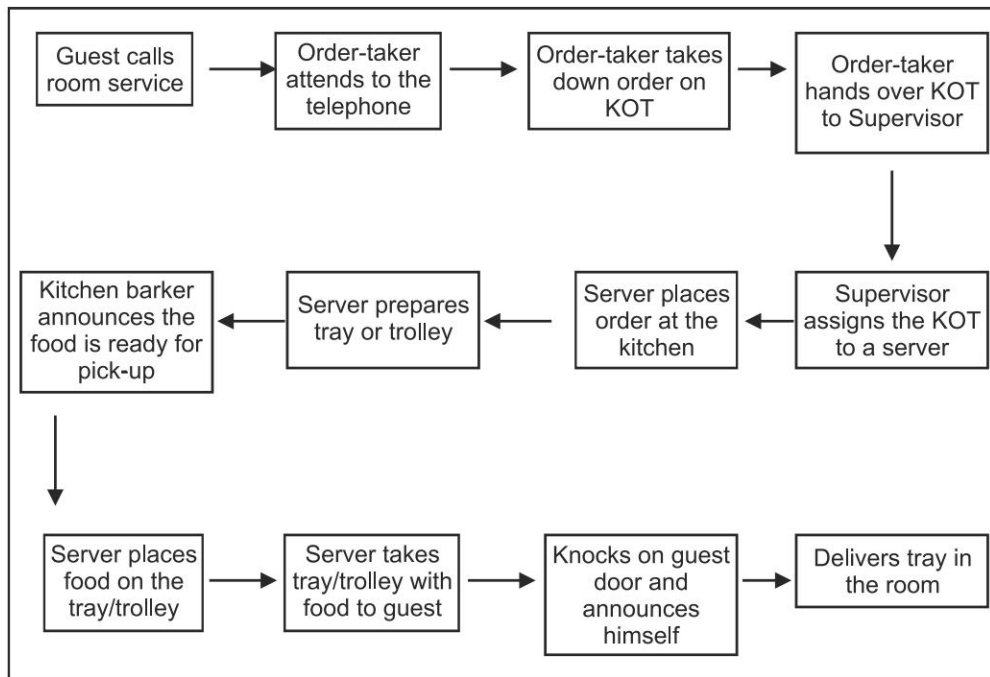 Guest calls
room service
Order-taker
attends to the
telephone
Order-taker takes
down order on
KOT
Order-taker
hands over KOT
to Supervisor
Supervisor
assigns the KOT
to a server
Server places
order at the
kitchen
Server prepares
tray or trolley
Kitchen barker
announces the
food is ready for
pick-up
Server places
food on the
tray/trolley
Server takes
tray/trolley with
food to guest
Knocks on guest
door and
announces
himself
Delivers tray in
the room